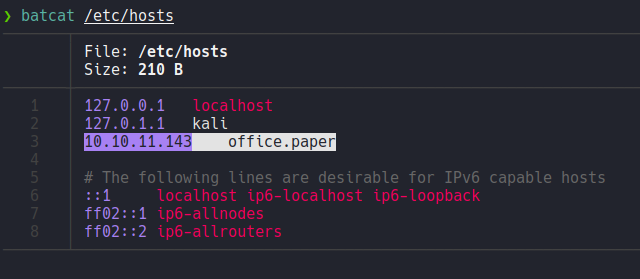 ❯ batcat /etc/hosts
File: /etc/hosts
Size: 210 B
1 127.0.0.1 localhost
2 127.0.1.1 kali
3 10.10.11.143 office.paper
4
5 # The following lines are desirable for IPv6 capable hosts
6 ::1 localhost ip6-localhost ip6-loopback
7 ff02::1 ip6-allnodes
8 ff02::2 ip6-allrouters